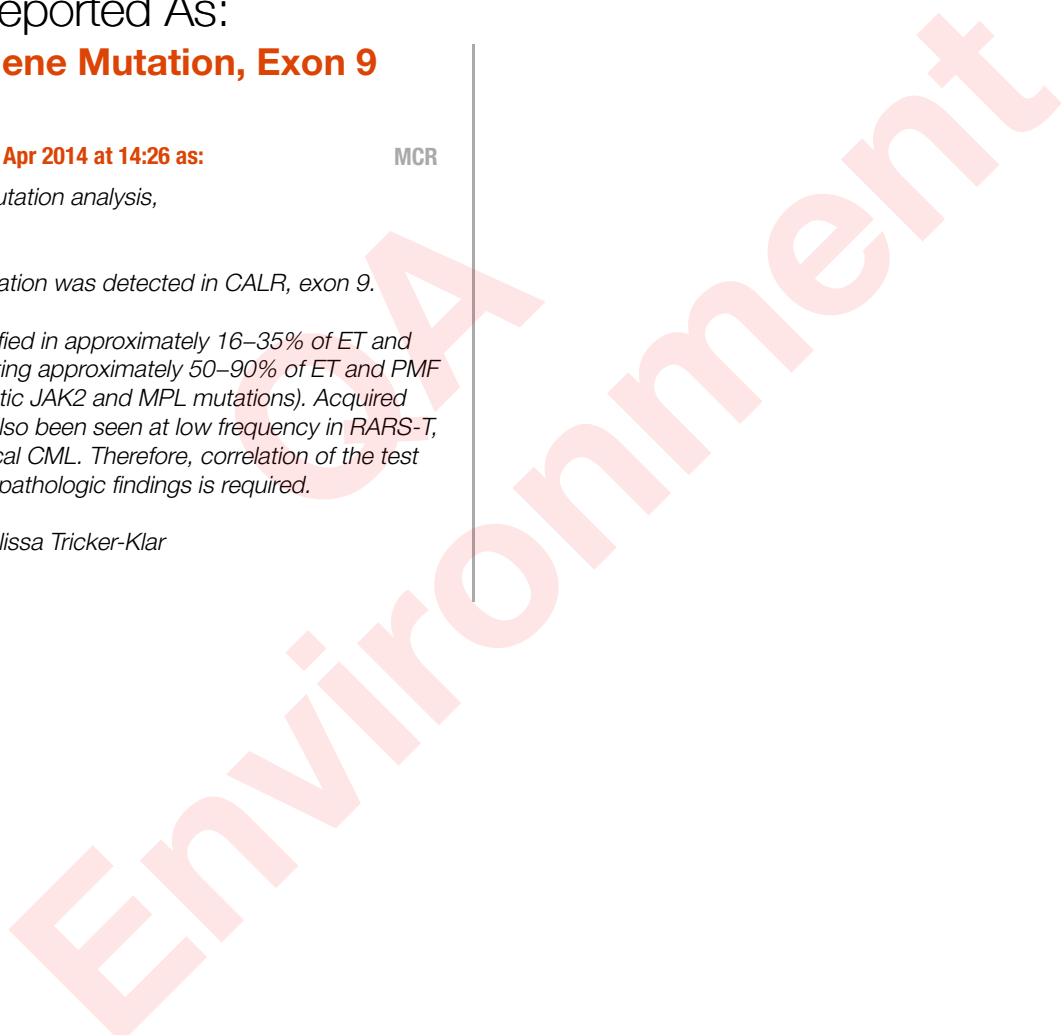 eported As:
ene Mutation, Exon 9
Apr 2014 at 14:26 as:
MCR
utation analysis,
ation was detected in CALR, exon 9.
fied in approximately 16–35% of ET and
ting approximately 50–90% of ET and PMF
tic JAK2 and MPL mutations). Acquired
lso been seen at low frequency in RARS-T,
cal CML. Therefore, correlation of the test
pathologic findings is required.
lissa Tricker-Klar
QA
Environment